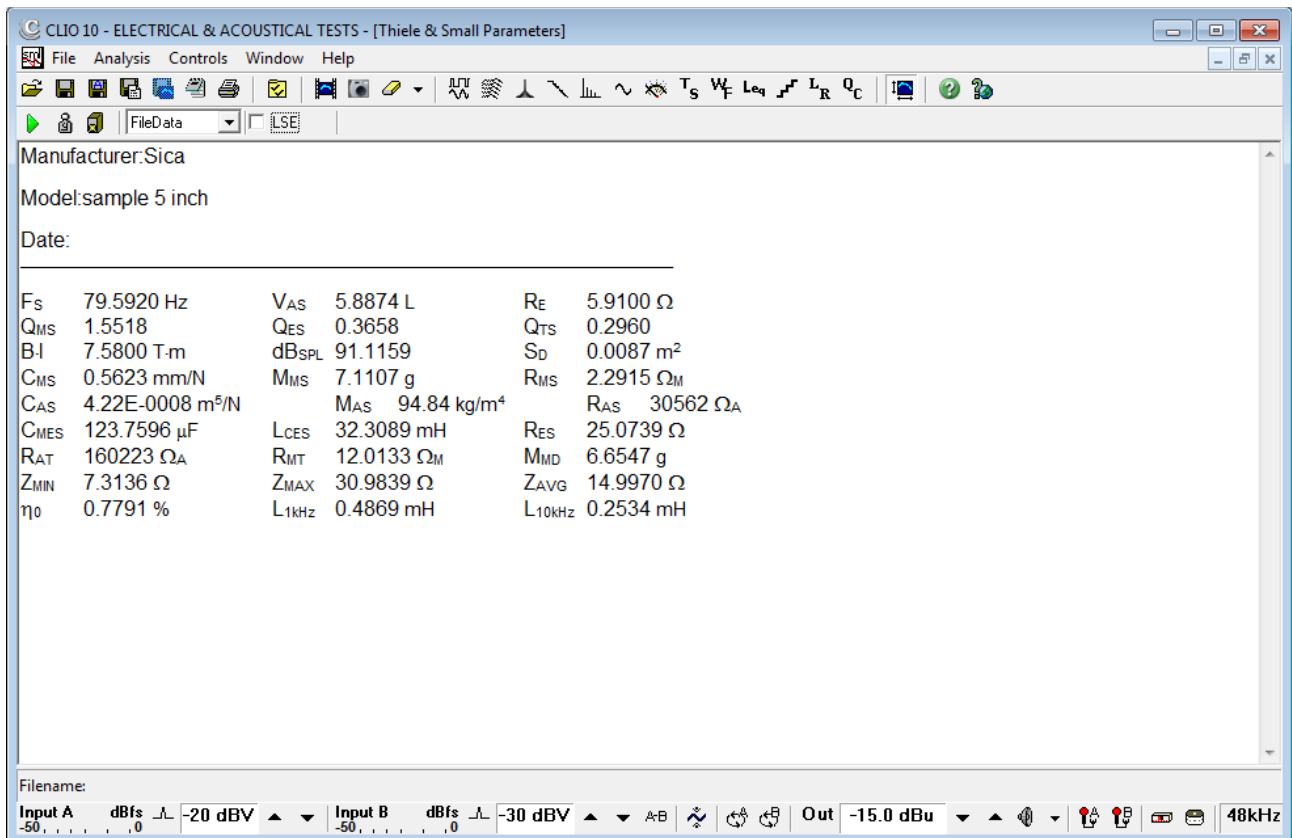 CLIO 10 - ELECTRICAL & ACOUSTICAL TESTS - [Thiele & Small Parameters]
File Analysis Controls Window Help
TS WF Leq LR QC
FileData LSE
Manufacturer:Sica
Model:sample 5 inch
Date:
FS 79.5920 Hz VAS 5.8874 L RE 5.9100 Ω
QMS 1.5518 QES 0.3658 QTS 0.2960
B·l 7.5800 T·m dBSPL 91.1159 SD 0.0087 m²
CMS 0.5623 mm/N MMS 7.1107 g RMS 2.2915 ΩM
CAS 4.22E-0008 m⁵/N MAS 94.84 kg/m⁴ RAS 30562 ΩA
CMES 123.7596 µF LCES 32.3089 mH RES 25.0739 Ω
RAT 160223 ΩA RMT 12.0133 ΩM MMD 6.6547 g
ZMIN 7.3136 Ω ZMAX 30.9839 Ω ZAVG 14.9970 Ω
η0 0.7791 % L1kHz 0.4869 mH L10kHz 0.2534 mH
Filename:
Input A dBfs -20 dBV Input B dBfs -30 dBV A-B Out -15.0 dBu 48kHz
-50 0 -50 0